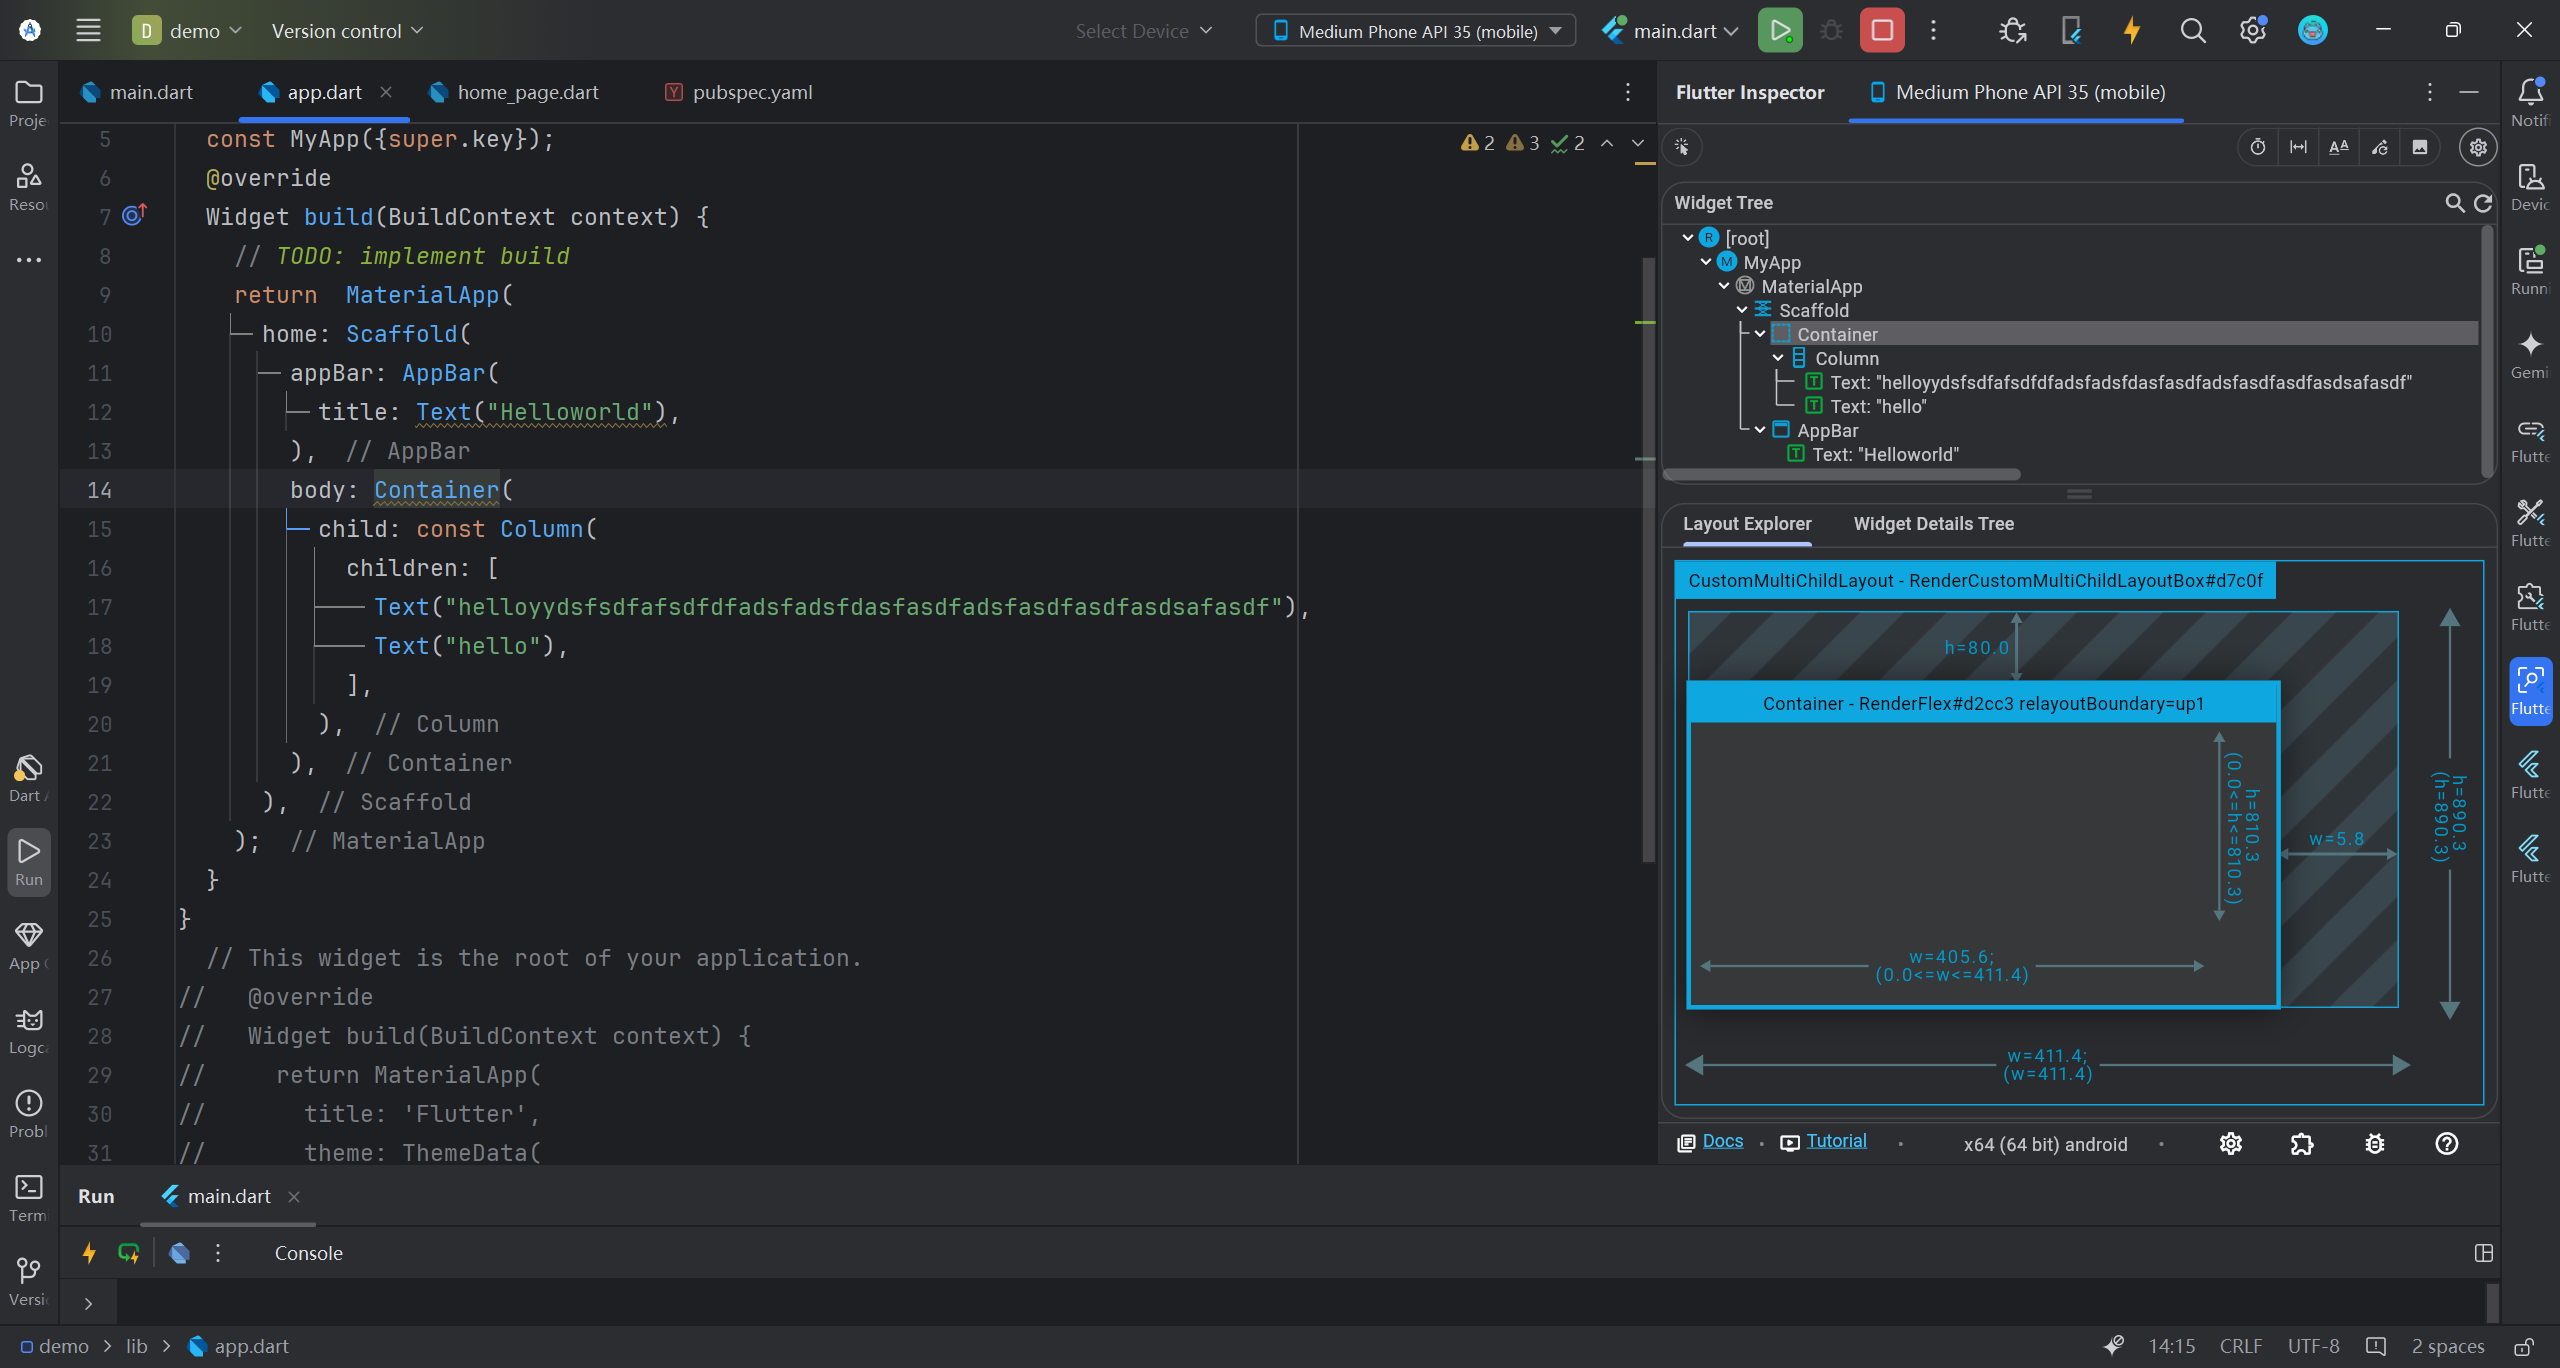 D demo Version control Select Device Medium Phone API 35 (mobile) main.dart
main.dart app.dart home_page.dart pubspec.yaml
Flutter Inspector Medium Phone API 35 (mobile)
2 3 2
5 const MyApp({super.key});
6 @override
7 Widget build(BuildContext context) {
8 // TODO: implement build
9 return  MaterialApp(
10 home: Scaffold(
11 appBar: AppBar(
12 title: Text("Helloworld"),
13 ), // AppBar
14 body: Container(
15 child: const Column(
16 children: [
17 Text("helloyydsfsdfafsdfdfadsfadsfdasfasdfadsfasdfasdfasdsafasdf"),
18 Text("hello"),
19 ],
20 ), // Column
21 ), // Container
22 ), // Scaffold
23 ); // MaterialApp
24 }
25 }
26 // This widget is the root of your application.
27 //   @override
28 //   Widget build(BuildContext context) {
29 //     return MaterialApp(
30 //       title: 'Flutter',
31 //       theme: ThemeData(
Widget Tree
R [root]
M MyApp
MaterialApp
Scaffold
Container
Column
T Text: "helloyydsfsdfafsdfdfadsfadsfdasfasdfadsfasdfasdfasdsafasdf"
T Text: "hello"
AppBar
T Text: "Helloworld"
Layout Explorer Widget Details Tree
CustomMultiChildLayout - RenderCustomMultiChildLayoutBox#d7c0f
h=80.0
Container - RenderFlex#d2cc3 relayoutBoundary=up1
h=810.3
(0.0<=h<=810.3)
w=5.8
h=890.3
(h=890.3)
w=405.6;
(0.0<=w<=411.4)
w=411.4;
(w=411.4)
Docs Tutorial x64 (64 bit) android
Proje
Reso
Dart
Run
App
Logc
Probl
Term
Versi
Notif
Devic
Runn
Gemi
Flutte
Flutte
Flutte
Flutte
Flutte
Flutte
Run main.dart
Console
demo > lib > app.dart
14:15 CRLF UTF-8 2 spaces